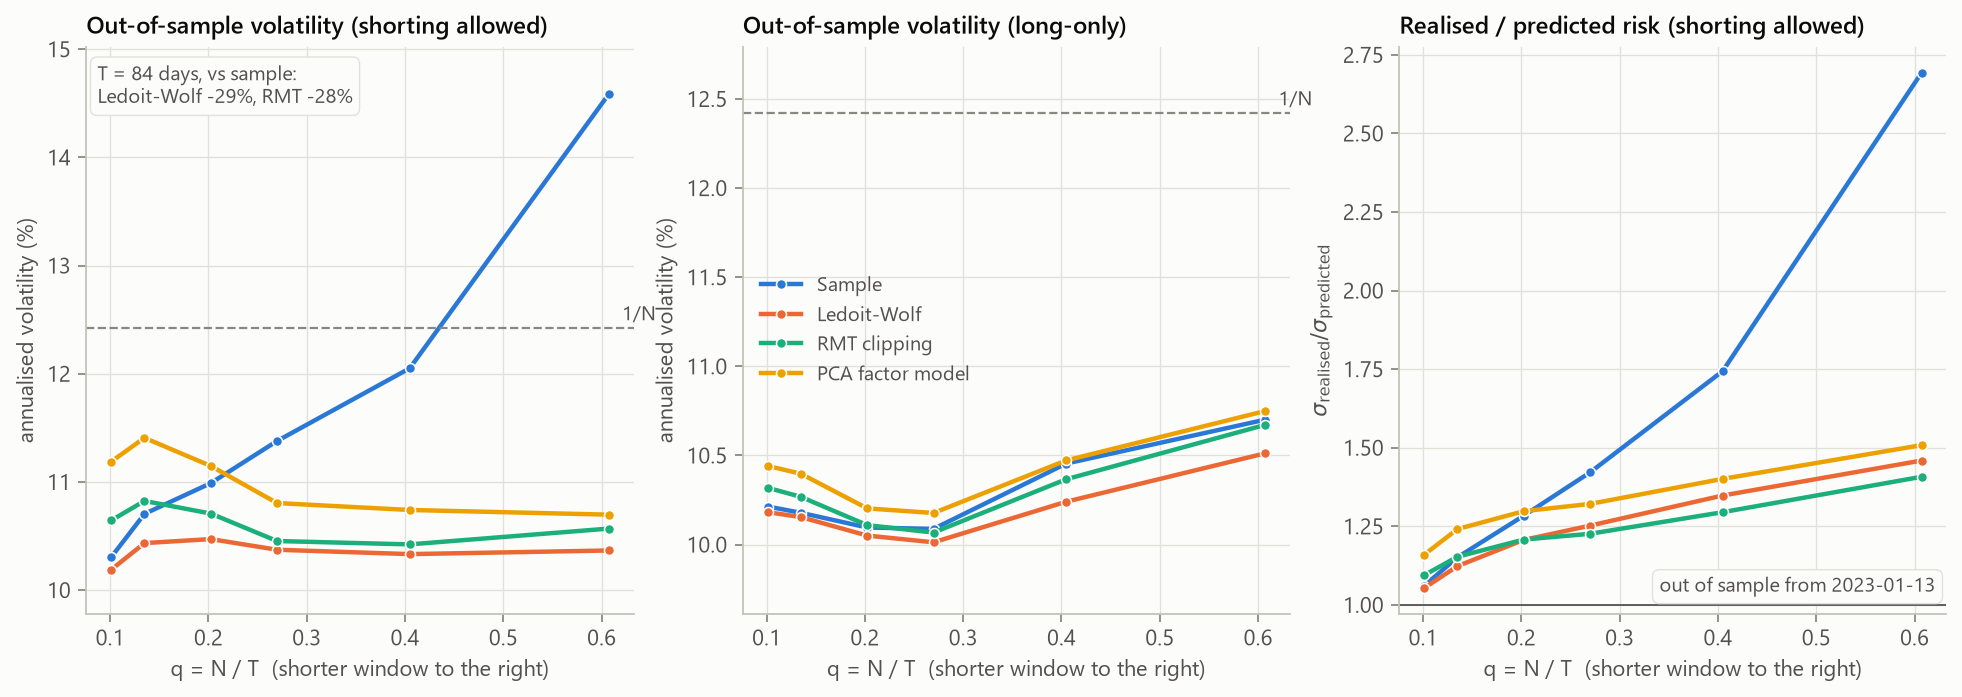 Out-of-sample volatility (shorting allowed)
15
14
13
12
11
10
annualised volatility (%)
T = 84 days, vs sample:
Ledoit-Wolf -29%, RMT -28%
1/N
0.1 0.2 0.3 0.4 0.5 0.6
q = N / T (shorter window to the right)
Out-of-sample volatility (long-only)
12.5
12.0
11.5
11.0
10.5
10.0
annualised volatility (%)
1/N
Sample
Ledoit-Wolf
RMT clipping
PCA factor model
0.1 0.2 0.3 0.4 0.5 0.6
q = N / T (shorter window to the right)
Realised / predicted risk (shorting allowed)
2.75
2.50
2.25
2.00
1.75
1.50
1.25
1.00
σrealised/σpredicted
out of sample from 2023-01-13
0.1 0.2 0.3 0.4 0.5 0.6
q = N / T (shorter window to the right)